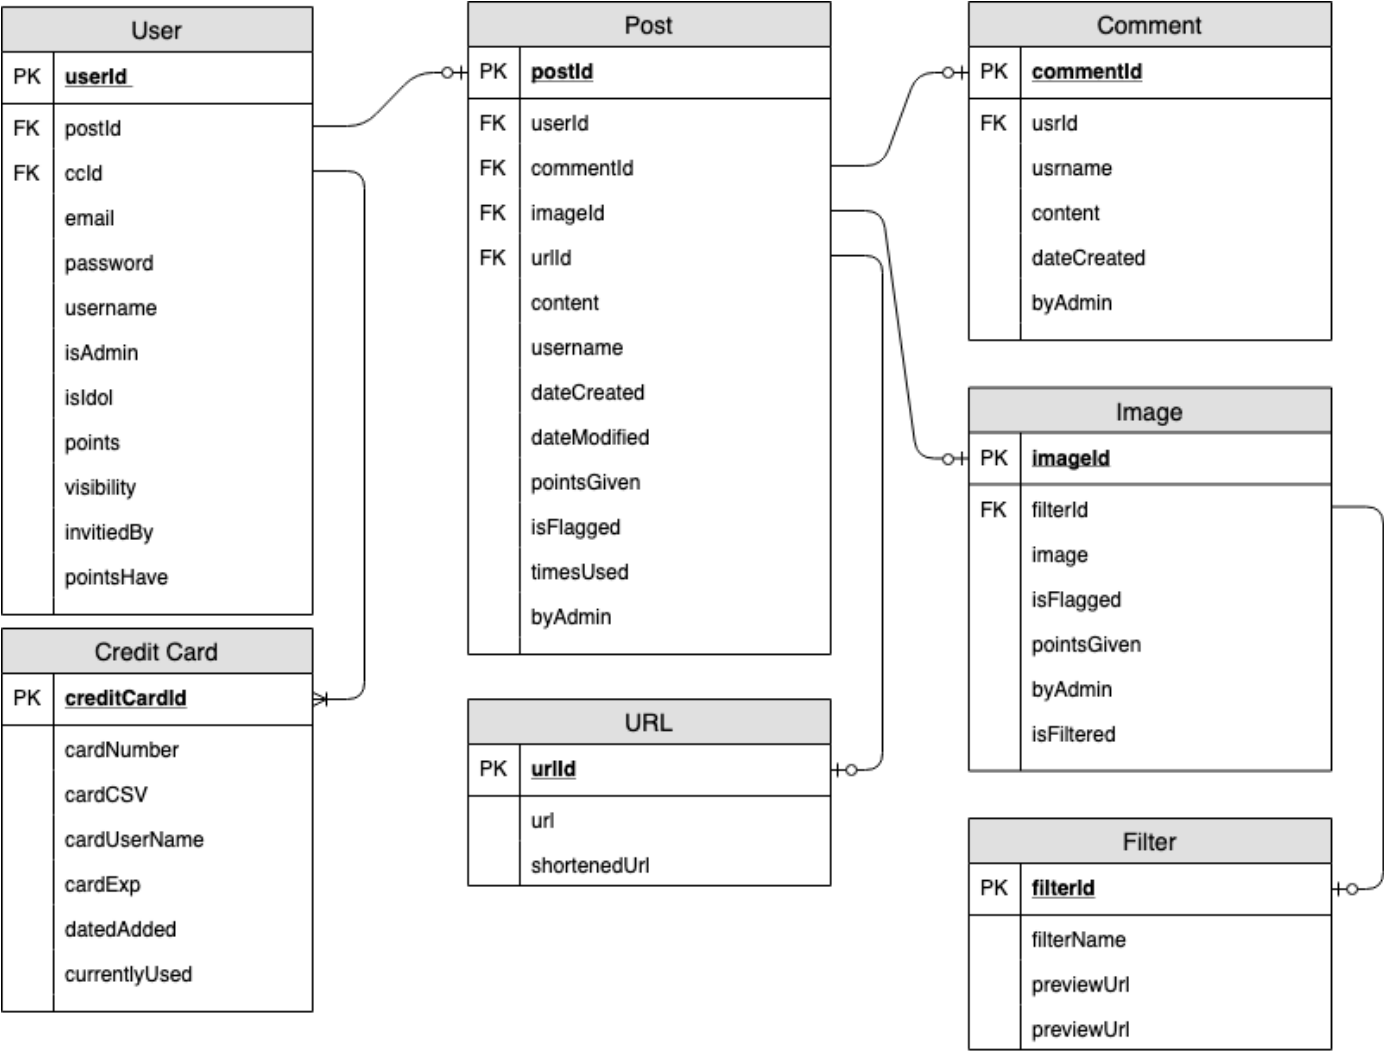 User
PK userId
FK postId
FK ccId
email
password
username
isAdmin
isIdol
points
visibility
invitiedBy
pointsHave
Credit Card
PK creditCardId
cardNumber
cardCSV
cardUserName
cardExp
datedAdded
currentlyUsed
Post
PK postId
FK userId
FK commentId
FK imageId
FK urlId
content
username
dateCreated
dateModified
pointsGiven
isFlagged
timesUsed
byAdmin
URL
PK urlId
url
shortenedUrl
Comment
PK commentId
FK usrId
usrname
content
dateCreated
byAdmin
Image
PK imageId
FK filterId
image
isFlagged
pointsGiven
byAdmin
isFiltered
Filter
PK filterId
filterName
previewUrl
previewUrl